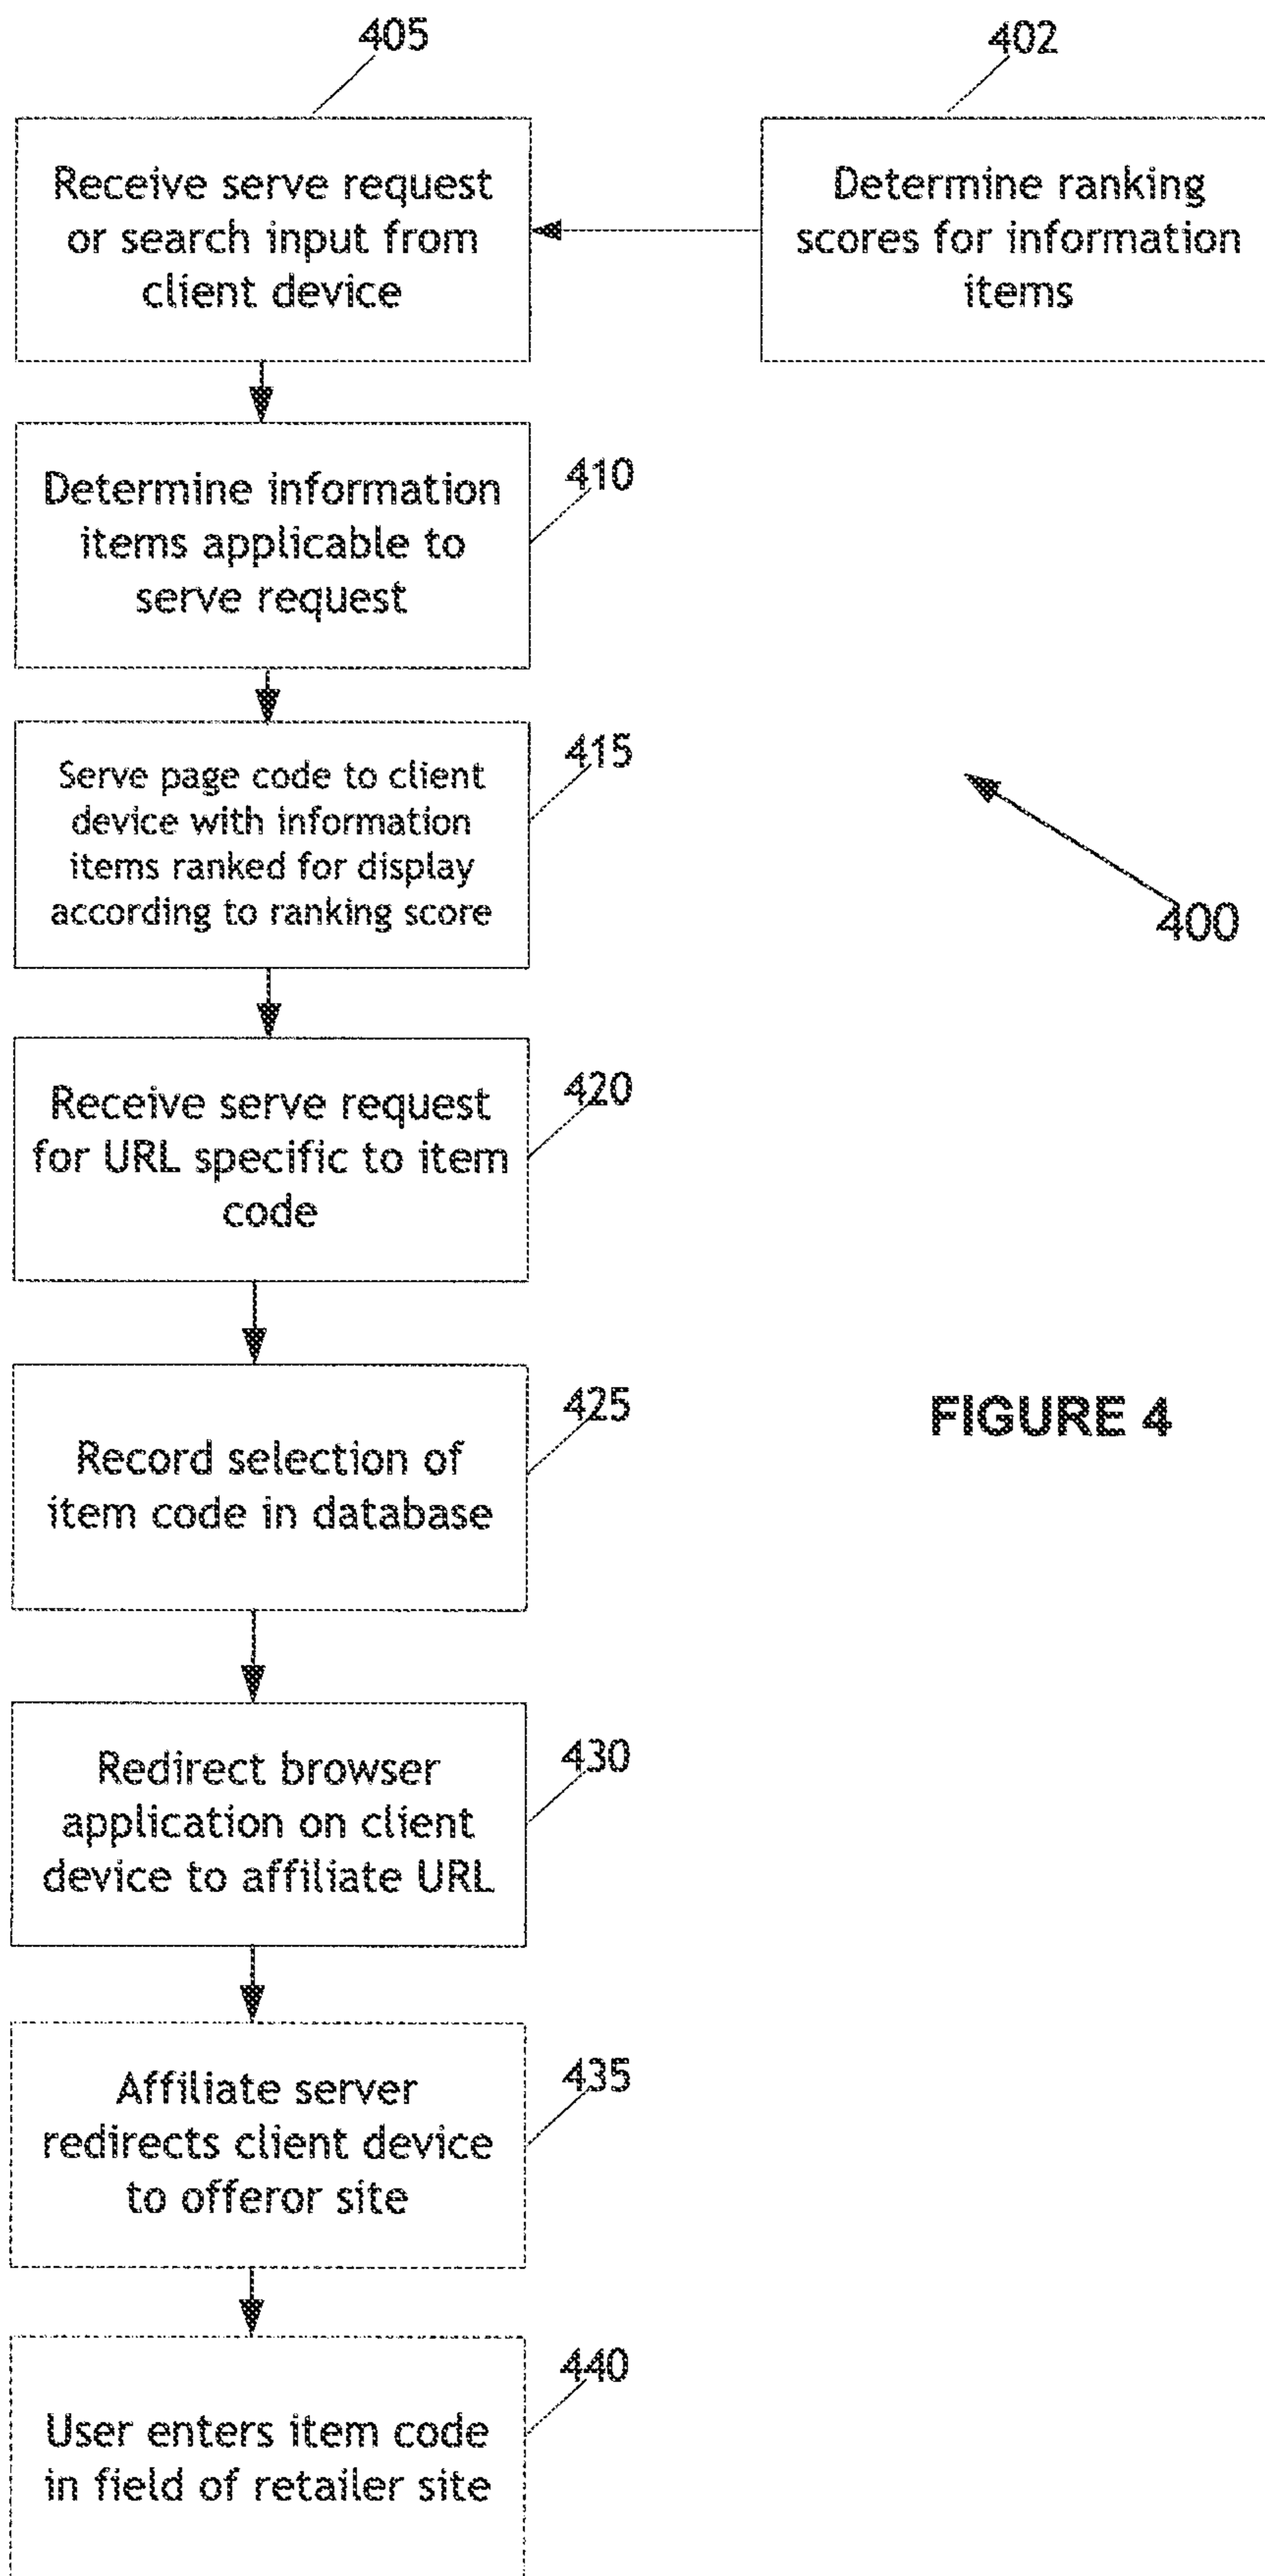 405
402
Receive serve request
or search input from
client device
Determine ranking
scores for information
items
410
Determine information
items applicable to
serve request
415
Serve page code to client
device with information
items ranked for display
according to ranking score
400
420
Receive serve request
for URL specific to item
code
425
Record selection of
item code in database
FIGURE 4
430
Redirect browser
application on client
device to affiliate URL
435
Affiliate server
redirects client device
to offeror site
440
User enters item code
in field of retailer site